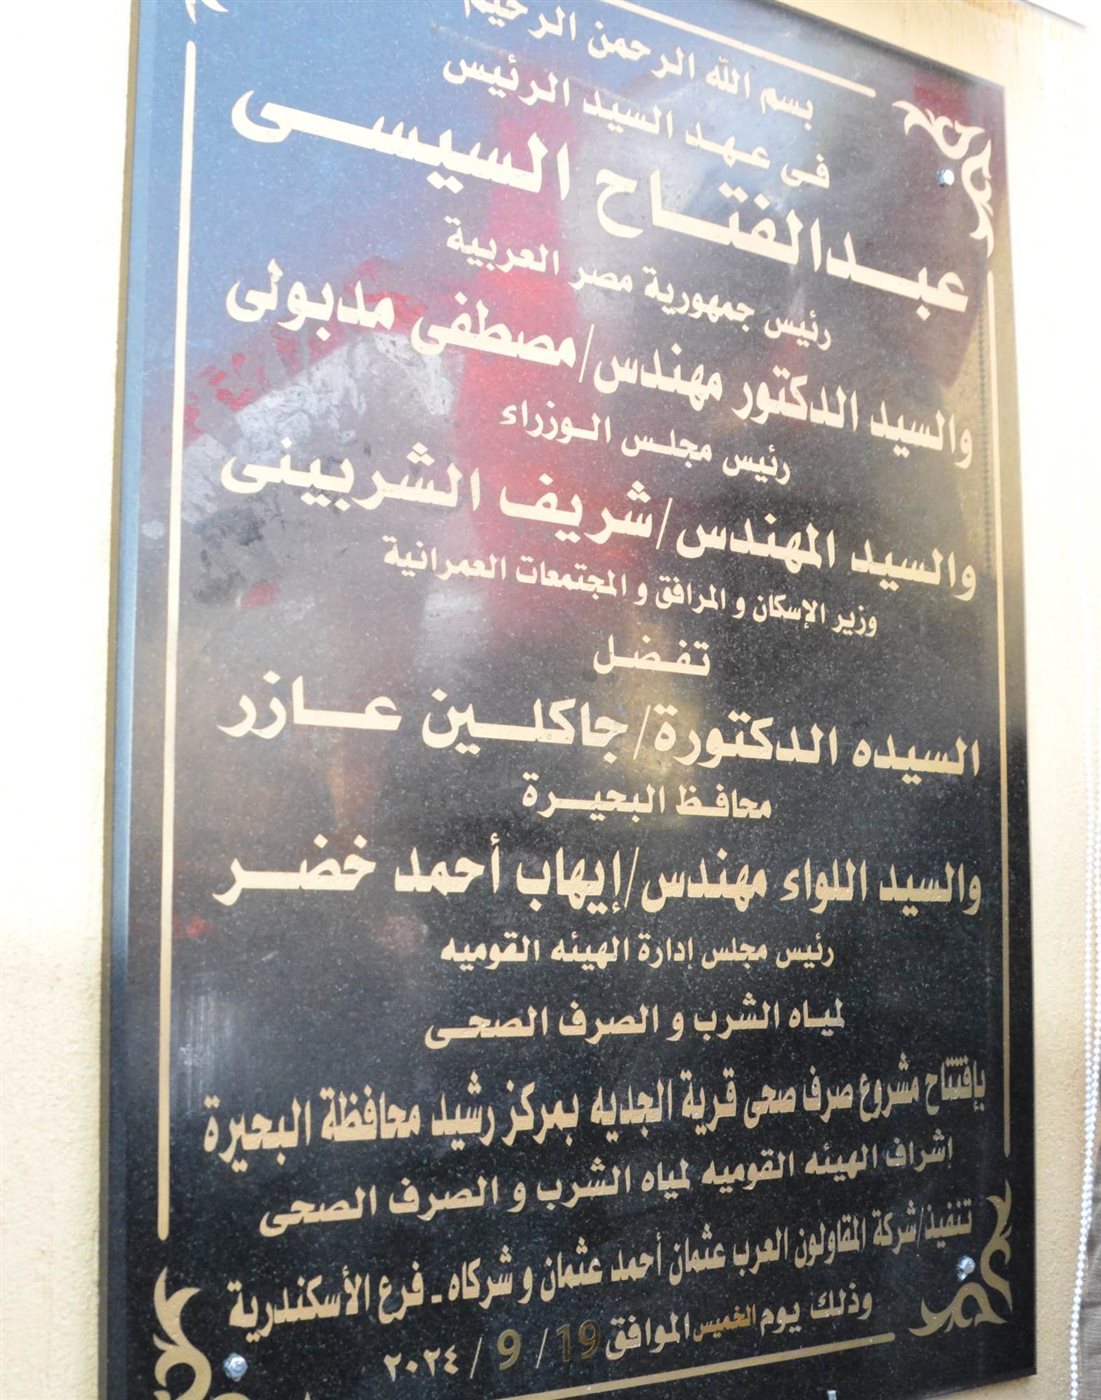 بسم الله الرحمن الرحيم
فى عهد السيد الرئيس
عبدالفتاح السيسى
رئيس جمهورية مصر العربية
والسيد الدكتور مهندس/مصطفى مدبولى
رئيس مجلس الوزراء
والسيد المهندس/شريف الشربينى
وزير الإسكان و المرافق و المجتمعات العمرانية
تفضل
السيده الدكتورة/جاكلين عازر
محافظ البحيرة
والسيد اللواء مهندس/إيهاب أحمد خضر
رئيس مجلس إدارة الهيئه القوميه
لمياه الشرب و الصرف الصحى
بإفتتاح مشروع صرف صحى قرية الجديه بمركز رشيد محافظة البحيرة
إشراف الهيئه القوميه لمياه الشرب و الصرف الصحى
تنفيذ/شركة المقاولون العرب عثمان أحمد عثمان و شركاه - فرع الأسكندرية
وذلك يوم الخميس الموافق 19 / 9 / ٢٠٢٤